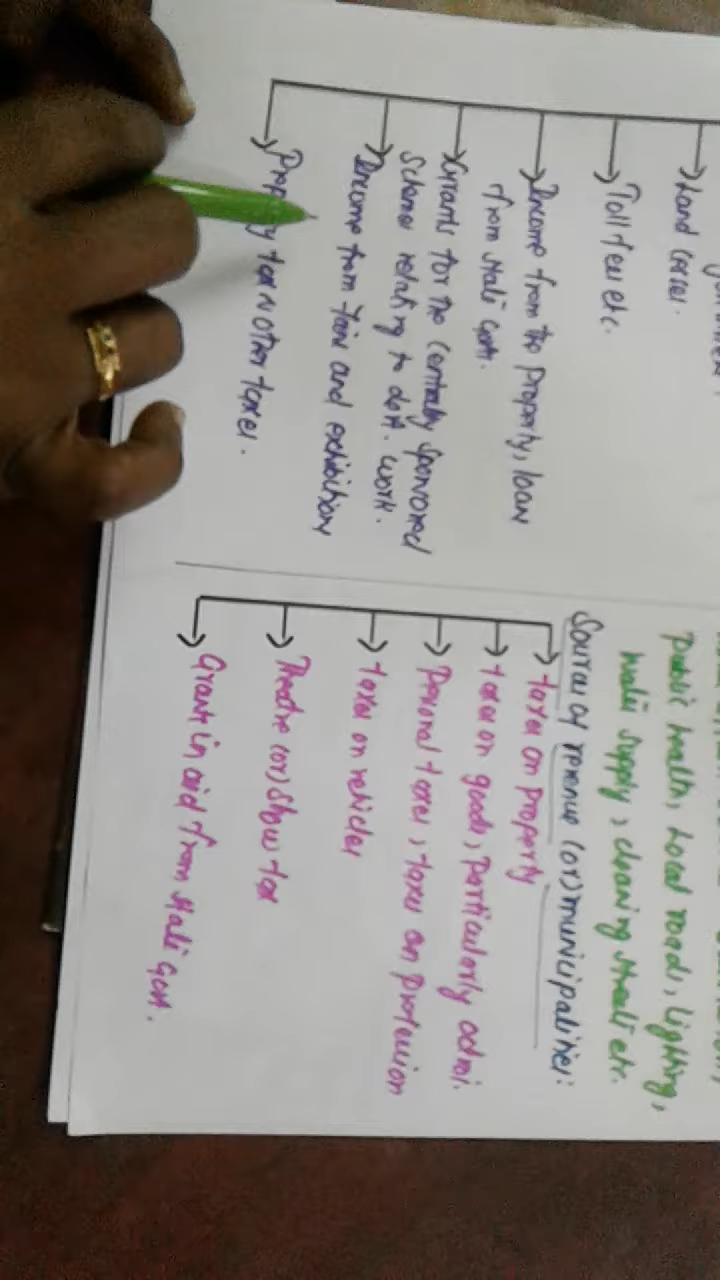 Land cesses.
Toll fees etc.
Income from the property, loan
from state govt.
Grants for the centrally sponsored
schemes relating to devt. work.
Income from fairs and exhibitions
tax other taxes.
public health, Local roads, Lighting,
water supply, cleaning streets etc.
Sources of revenue (or) municipalities:
taxes on property
taxes on goods, particularly octroi.
Personal taxes, taxes on profession
taxes on vehicles
Theatre (or) show tax
Grant in aid from state Govt.